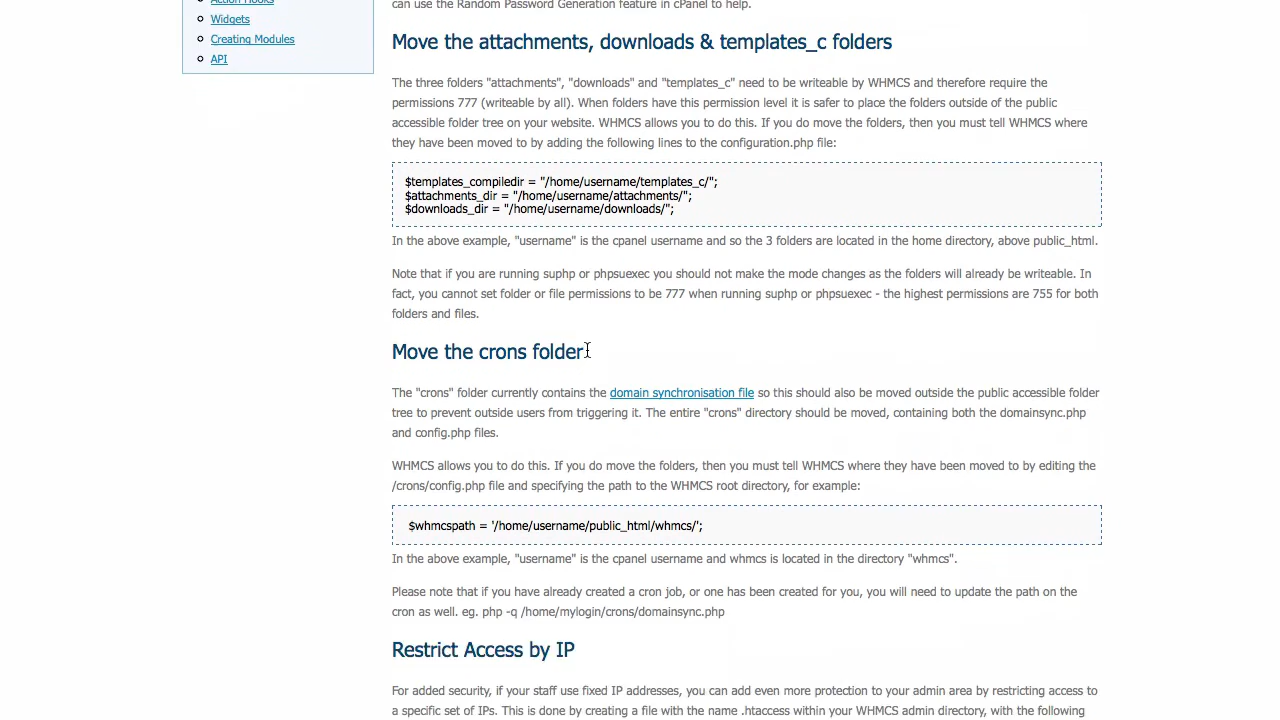 Action Hooks
Widgets
Creating Modules
API
can use the Random Password Generation feature in cPanel to help.
Move the attachments, downloads & templates_c folders
The three folders "attachments", "downloads" and "templates_c" need to be writeable by WHMCS and therefore require the
permissions 777 (writeable by all). When folders have this permission level it is safer to place the folders outside of the public
accessible folder tree on your website. WHMCS allows you to do this. If you do move the folders, then you must tell WHMCS where
they have been moved to by adding the following lines to the configuration.php file:
$templates_compiledir = "/home/username/templates_c/";
$attachments_dir = "/home/username/attachments/";
$downloads_dir = "/home/username/downloads/";
In the above example, "username" is the cpanel username and so the 3 folders are located in the home directory, above public_html.
Note that if you are running suphp or phpsuexec you should not make the mode changes as the folders will already be writeable. In
fact, you cannot set folder or file permissions to be 777 when running suphp or phpsuexec - the highest permissions are 755 for both
folders and files.
Move the crons folder
The "crons" folder currently contains the domain synchronisation file so this should also be moved outside the public accessible folder
tree to prevent outside users from triggering it. The entire "crons" directory should be moved, containing both the domainsync.php
and config.php files.
WHMCS allows you to do this. If you do move the folders, then you must tell WHMCS where they have been moved to by editing the
/crons/config.php file and specifying the path to the WHMCS root directory, for example:
$whmcspath = '/home/username/public_html/whmcs/';
In the above example, "username" is the cpanel username and whmcs is located in the directory "whmcs".
Please note that if you have already created a cron job, or one has been created for you, you will need to update the path on the
cron as well. eg. php -q /home/mylogin/crons/domainsync.php
Restrict Access by IP
For added security, if your staff use fixed IP addresses, you can add even more protection to your admin area by restricting access to
a specific set of IPs. This is done by creating a file with the name .htaccess within your WHMCS admin directory, with the following